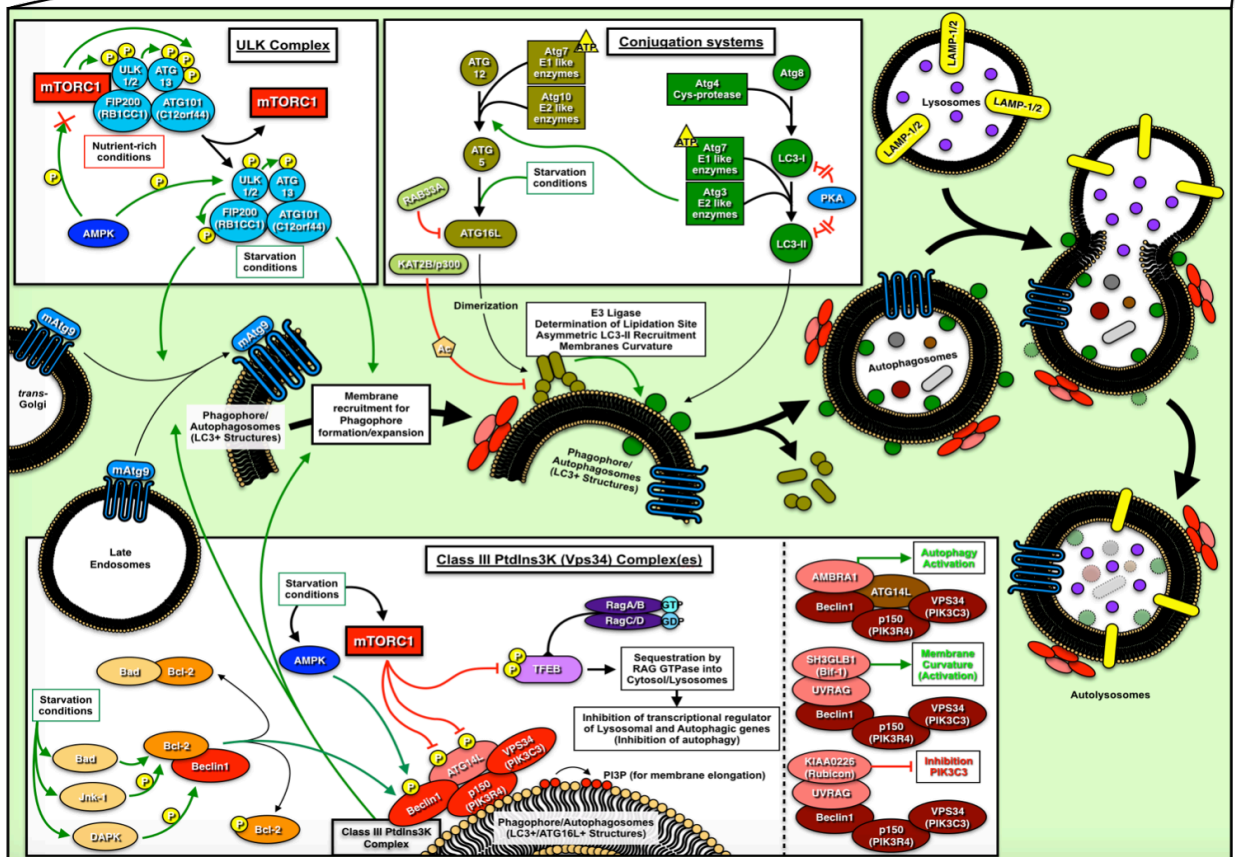 ULK Complex
P
P
P
P
P
mTORC1
ULK
1/2
ATG
13
FIP200
(RB1CC1)
ATG101
(C12orf44)
mTORC1
Nutrient-rich
conditions
P
P
P
P
ULK
1/2
ATG
13
FIP200
(RB1CC1)
ATG101
(C12orf44)
P
AMPK
Starvation
conditions
Conjugation systems
ATG
12
Atg7
E1 like
enzymes
ATP
Atg10
E2 like
enzymes
ATG
5
Starvation
conditions
RAB33A
ATG16L
KAT2B/p300
Atg8
Atg4
Cys-protease
ATP
Atg7
E1 like
enzymes
LC3-I
Atg3
E2 like
enzymes
PKA
LC3-II
LAMP-1/2
Lysosomes
LAMP-1/2
LAMP-1/2
mAtg9
trans-
Golgi
mAtg9
Phagophore/
Autophagosomes
(LC3+ Structures)
mAtg9
Late
Endosomes
Membrane
recruitment for
Phagophore
formation/expansion
Dimerization
Ac
E3 Ligase
Determination of Lipidation Site
Asymmetric LC3-II Recruitment
Membranes Curvature
Phagophore/
Autophagosomes
(LC3+ Structures)
Autophagosomes
Autolysosomes
Class III PtdIns3K (Vps34) Complex(es)
Starvation
conditions
AMPK
mTORC1
RagA/B
GTP
RagC/D
GDP
P
P
TFEB
Sequestration by
RAG GTPase into
Cytosol/Lysosomes
Inhibition of transcriptional regulator
of Lysosomal and Autophagic genes
(Inhibition of autophagy)
Bad
Bcl-2
Starvation
conditions
Bad
Jnk-1
DAPK
P
P
Bcl-2
Beclin1
P
Bcl-2
P
P
P
ATG14L
VPS34
(PIK3C3)
Beclin1
p150
(PIK3R4)
PI3P (for membrane elongation)
Class III PtdIns3K
Complex
Phagophore/Autophagosomes
(LC3+/ATG16L+ Structures)
AMBRA1
Autophagy
Activation
ATG14L
Beclin1
VPS34
(PIK3C3)
p150
(PIK3R4)
SH3GLB1
(Bif-1)
Membrane
Curvature
(Activation)
UVRAG
Beclin1
VPS34
(PIK3C3)
p150
(PIK3R4)
KIAA0226
(Rubicon)
Inhibition
PIK3C3
UVRAG
Beclin1
VPS34
(PIK3C3)
p150
(PIK3R4)